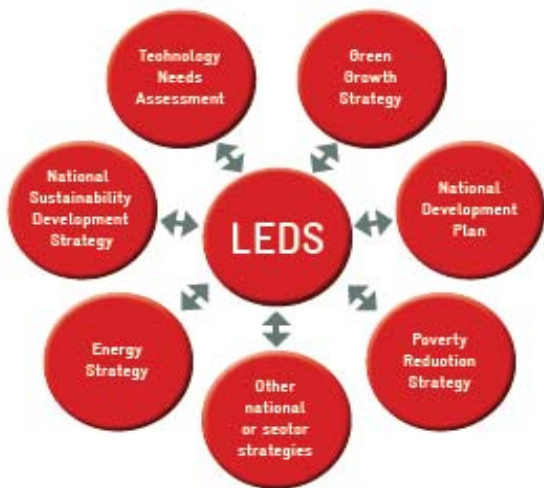 Technology
Needs
Assessment
Green
Growth
Strategy
National
Sustainability
Development
Strategy
LEDS
National
Development
Plan
Energy
Strategy
Poverty
Reduction
Strategy
Other
national
or sector
strategies